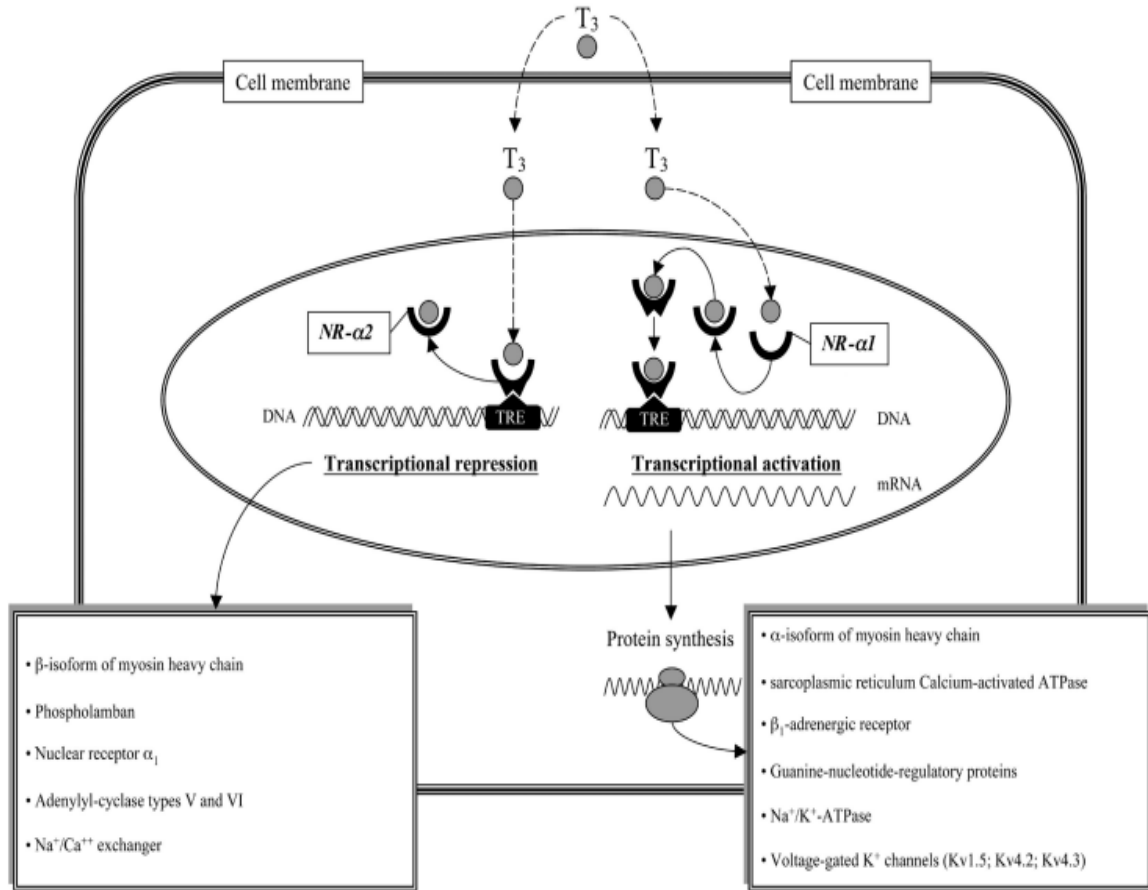 T₃
Cell membrane
Cell membrane
T₃
T₃
NR-α2
NR-α1
DNA
TRE
TRE
DNA
Transcriptional repression
Transcriptional activation
mRNA
Protein synthesis
• β-isoform of myosin heavy chain
• Phospholamban
• Nuclear receptor α₁
• Adenylyl-cyclase types V and VI
• Na⁺/Ca⁺⁺ exchanger
• α-isoform of myosin heavy chain
• sarcoplasmic reticulum Calcium-activated ATPase
• β₁-adrenergic receptor
• Guanine-nucleotide-regulatory proteins
• Na⁺/K⁺-ATPase
• Voltage-gated K⁺ channels (Kv1.5; Kv4.2; Kv4.3)